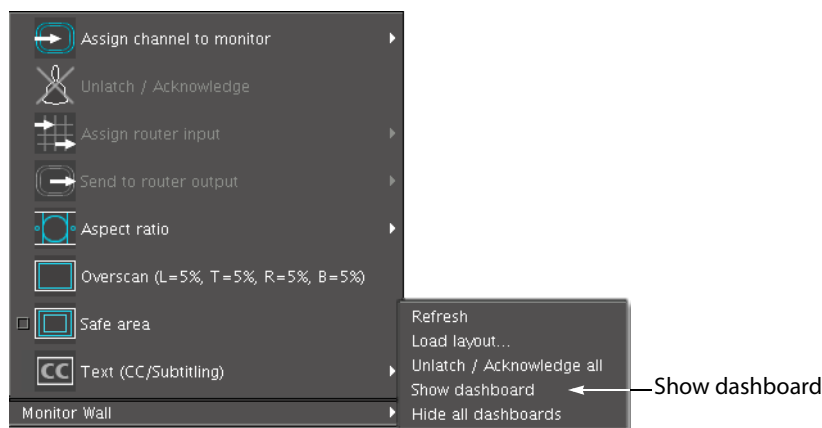 Assign channel to monitor
Unlatch / Acknowledge
Assign router input
Send to router output
Aspect ratio
Overscan (L=5%, T=5%, R=5%, B=5%)
Safe area
CC Text (CC/Subtitling)
Monitor Wall
Refresh
Load layout...
Unlatch / Acknowledge all
Show dashboard
Hide all dashboards
Show dashboard